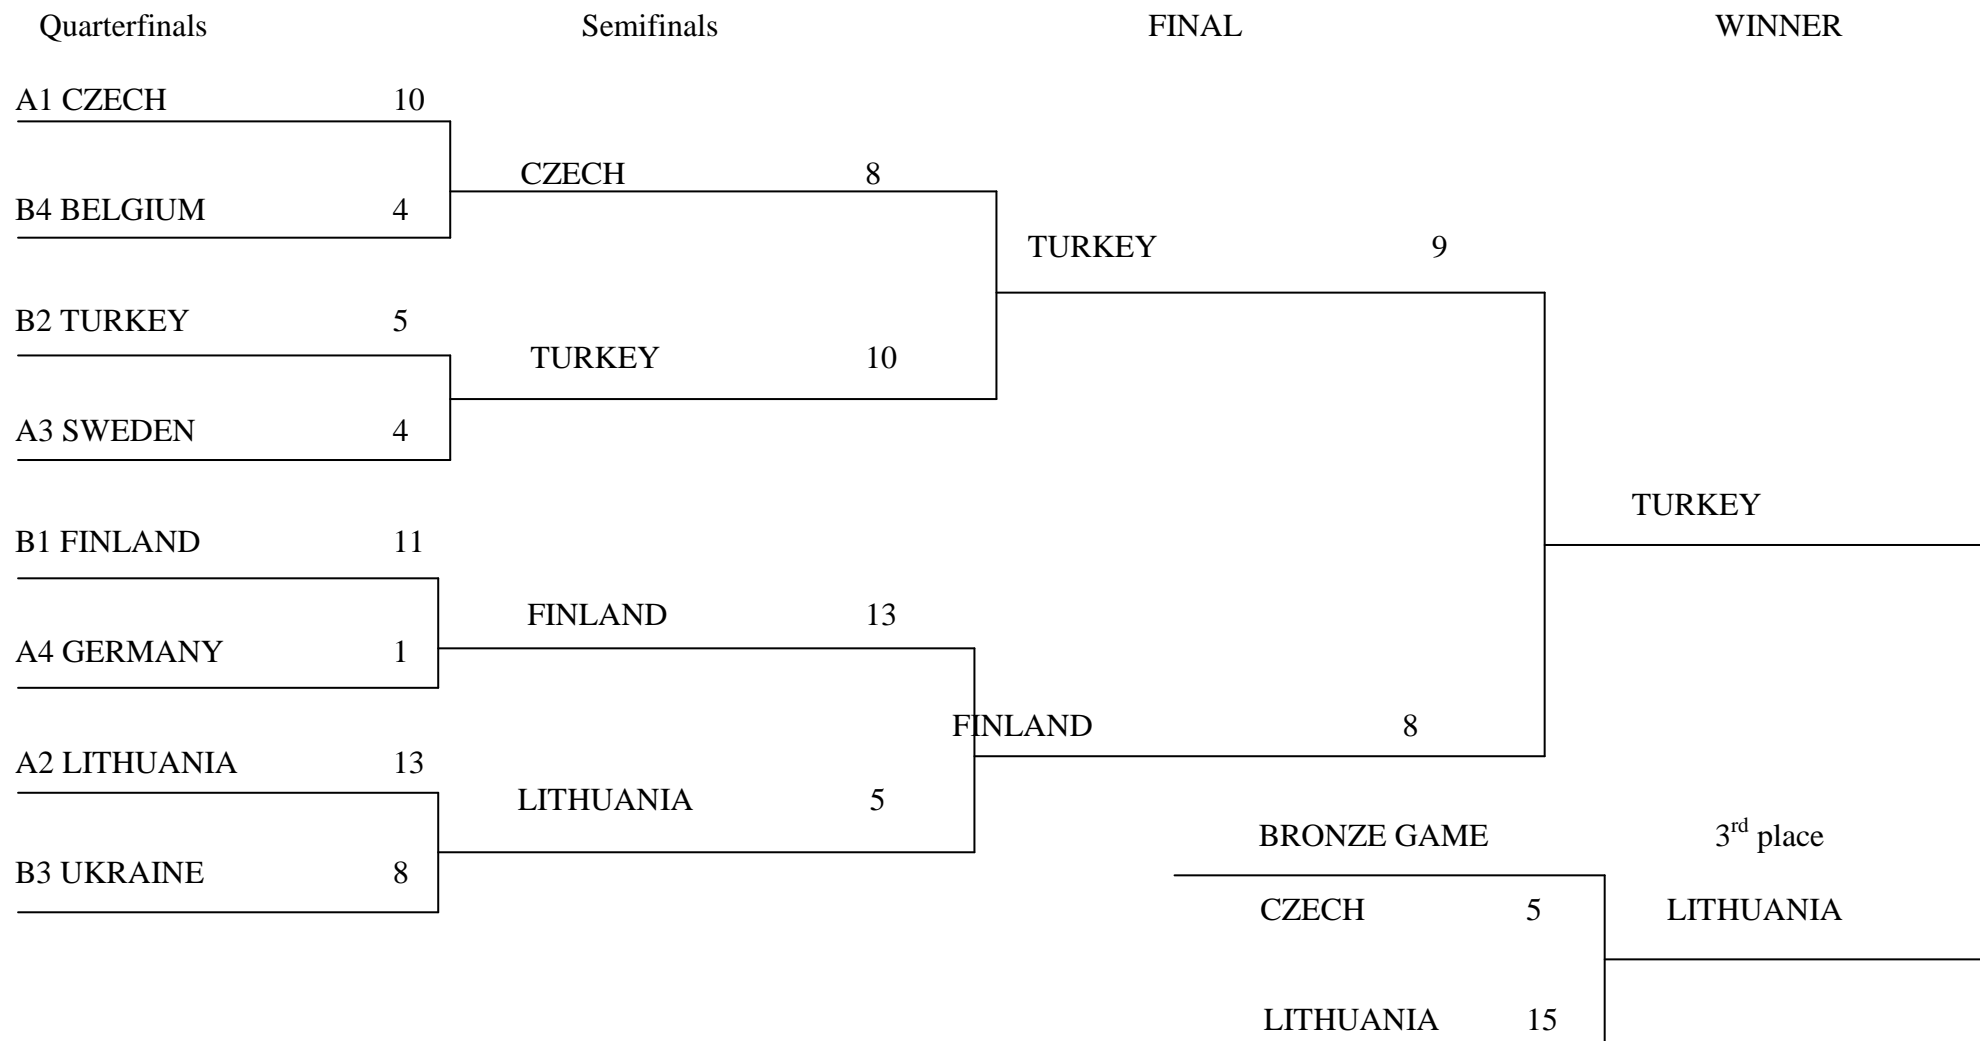 Quarterfinals Semifinals FINAL WINNER
A1 CZECH 10
CZECH 8
B4 BELGIUM 4
TURKEY 9
B2 TURKEY 5
TURKEY 10
A3 SWEDEN 4
TURKEY
B1 FINLAND 11
FINLAND 13
A4 GERMANY 1
FINLAND 8
A2 LITHUANIA 13
LITHUANIA 5
BRONZE GAME 3rd place
B3 UKRAINE 8
CZECH 5 LITHUANIA
LITHUANIA 15